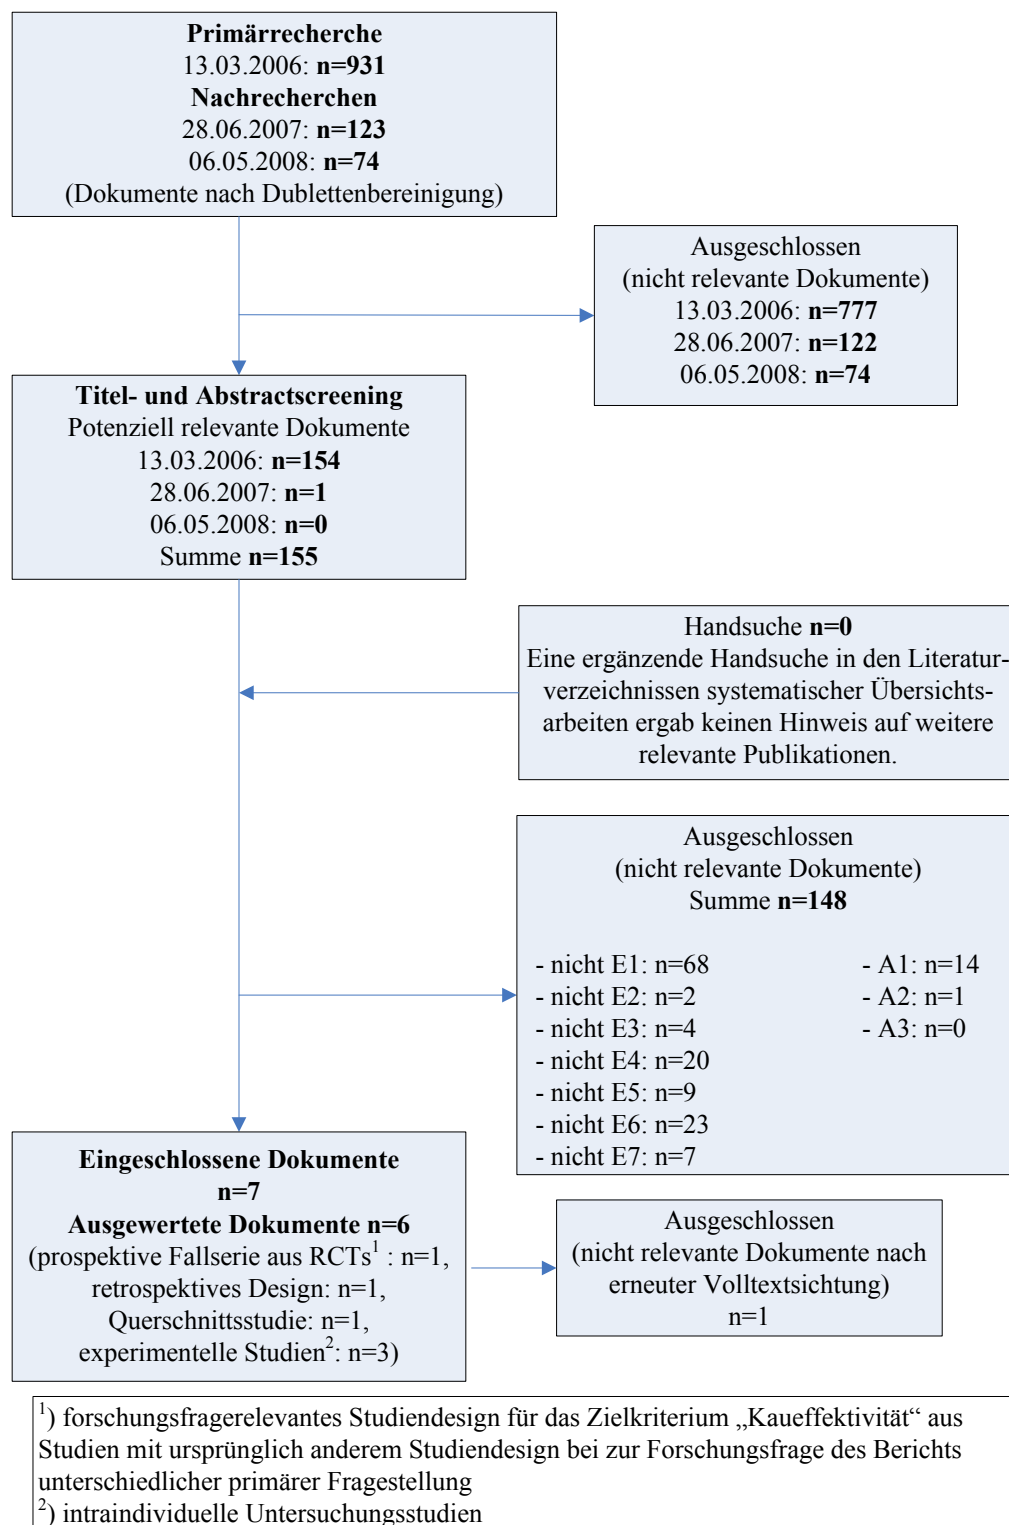 Primärrecherche
13.03.2006: n=931
Nachrecherchen
28.06.2007: n=123
06.05.2008: n=74
(Dokumente nach Dublettenbereinigung)
Ausgeschlossen
(nicht relevante Dokumente)
13.03.2006: n=777
28.06.2007: n=122
06.05.2008: n=74
Titel- und Abstractscreening
Potenziell relevante Dokumente
13.03.2006: n=154
28.06.2007: n=1
06.05.2008: n=0
Summe n=155
Handsuche n=0
Eine ergänzende Handsuche in den Literatur-
verzeichnissen systematischer Übersichts-
arbeiten ergab keinen Hinweis auf weitere
relevante Publikationen.
Ausgeschlossen
(nicht relevante Dokumente)
Summe n=148
- nicht E1: n=68
- nicht E2: n=2
- nicht E3: n=4
- nicht E4: n=20
- nicht E5: n=9
- nicht E6: n=23
- nicht E7: n=7
- A1: n=14
- A2: n=1
- A3: n=0
Eingeschlossene Dokumente
n=7
Ausgewertete Dokumente n=6
(prospektive Fallserie aus RCTs¹ : n=1,
retrospektives Design: n=1,
Querschnittsstudie: n=1,
experimentelle Studien²: n=3)
Ausgeschlossen
(nicht relevante Dokumente nach
erneuter Volltextsichtung)
n=1
¹) forschungsfragerelevantes Studiendesign für das Zielkriterium „Kaueffektivität“ aus
Studien mit ursprünglich anderem Studiendesign bei zur Forschungsfrage des Berichts
unterschiedlicher primärer Fragestellung
²) intraindividuelle Untersuchungsstudien